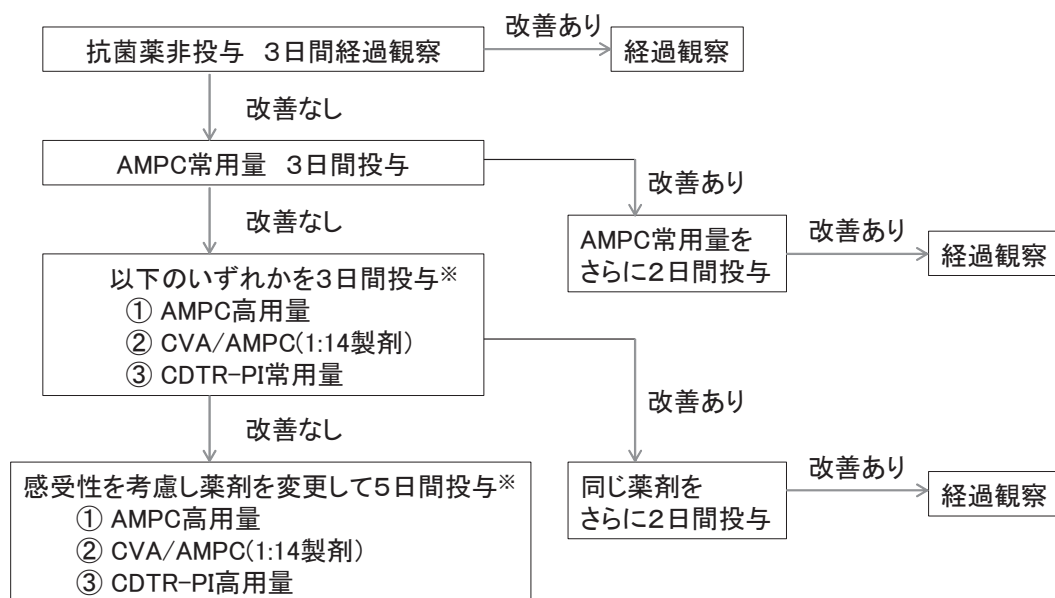 抗菌薬非投与 3日間経過観察
改善あり
経過観察
改善なし
AMPC常用量 3日間投与
改善あり
改善なし
AMPC常用量を
さらに2日間投与
改善あり
経過観察
以下のいずれかを3日間投与※
① AMPC高用量
② CVA/AMPC(1:14製剤)
③ CDTR-PI常用量
改善あり
改善なし
感受性を考慮し薬剤を変更して5日間投与※
① AMPC高用量
② CVA/AMPC(1:14製剤)
③ CDTR-PI高用量
同じ薬剤を
さらに2日間投与
改善あり
経過観察